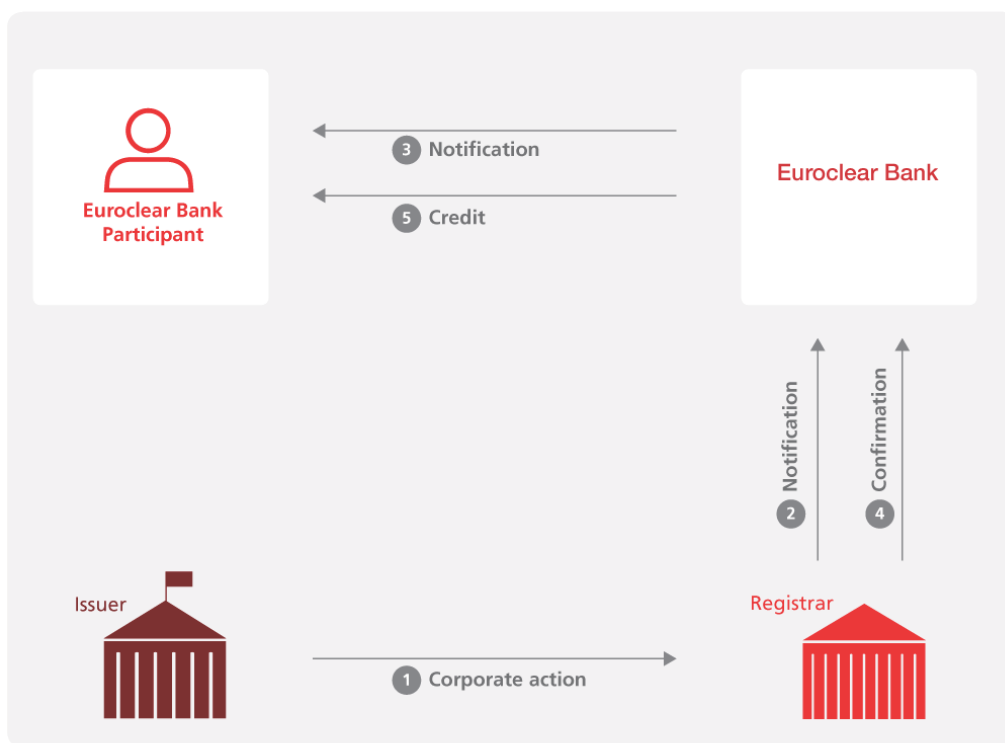 Euroclear Bank
Participant
3 Notification
5 Credit
Euroclear Bank
2 Notification
4 Confirmation
Issuer
1 Corporate action
Registrar